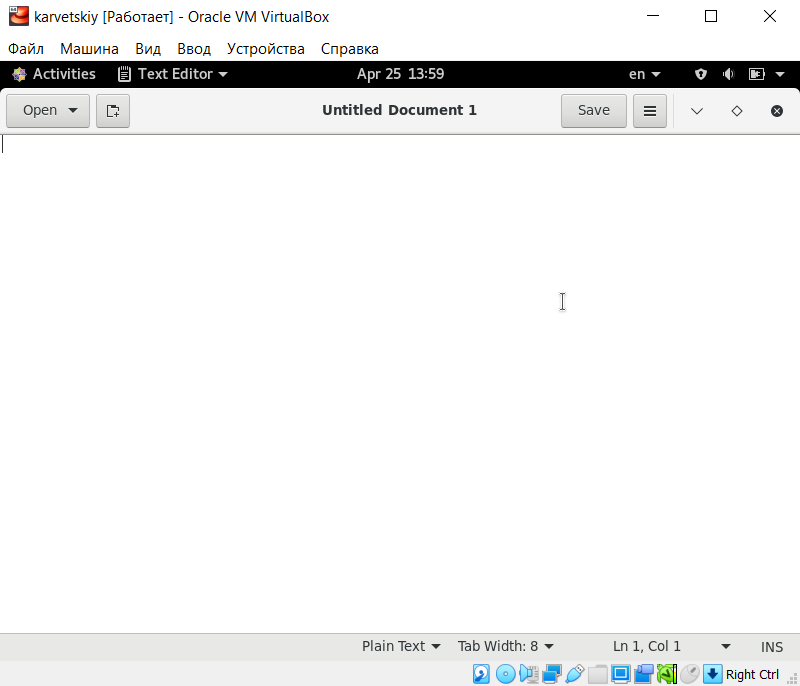 karvetskiy [Работает] - Oracle VM VirtualBox
Файл Машина Вид Ввод Устройства Справка
Activities Text Editor Apr 25 13:59 en
Open Untitled Document 1 Save
Plain Text Tab Width: 8 Ln 1, Col 1 INS
Right Ctrl